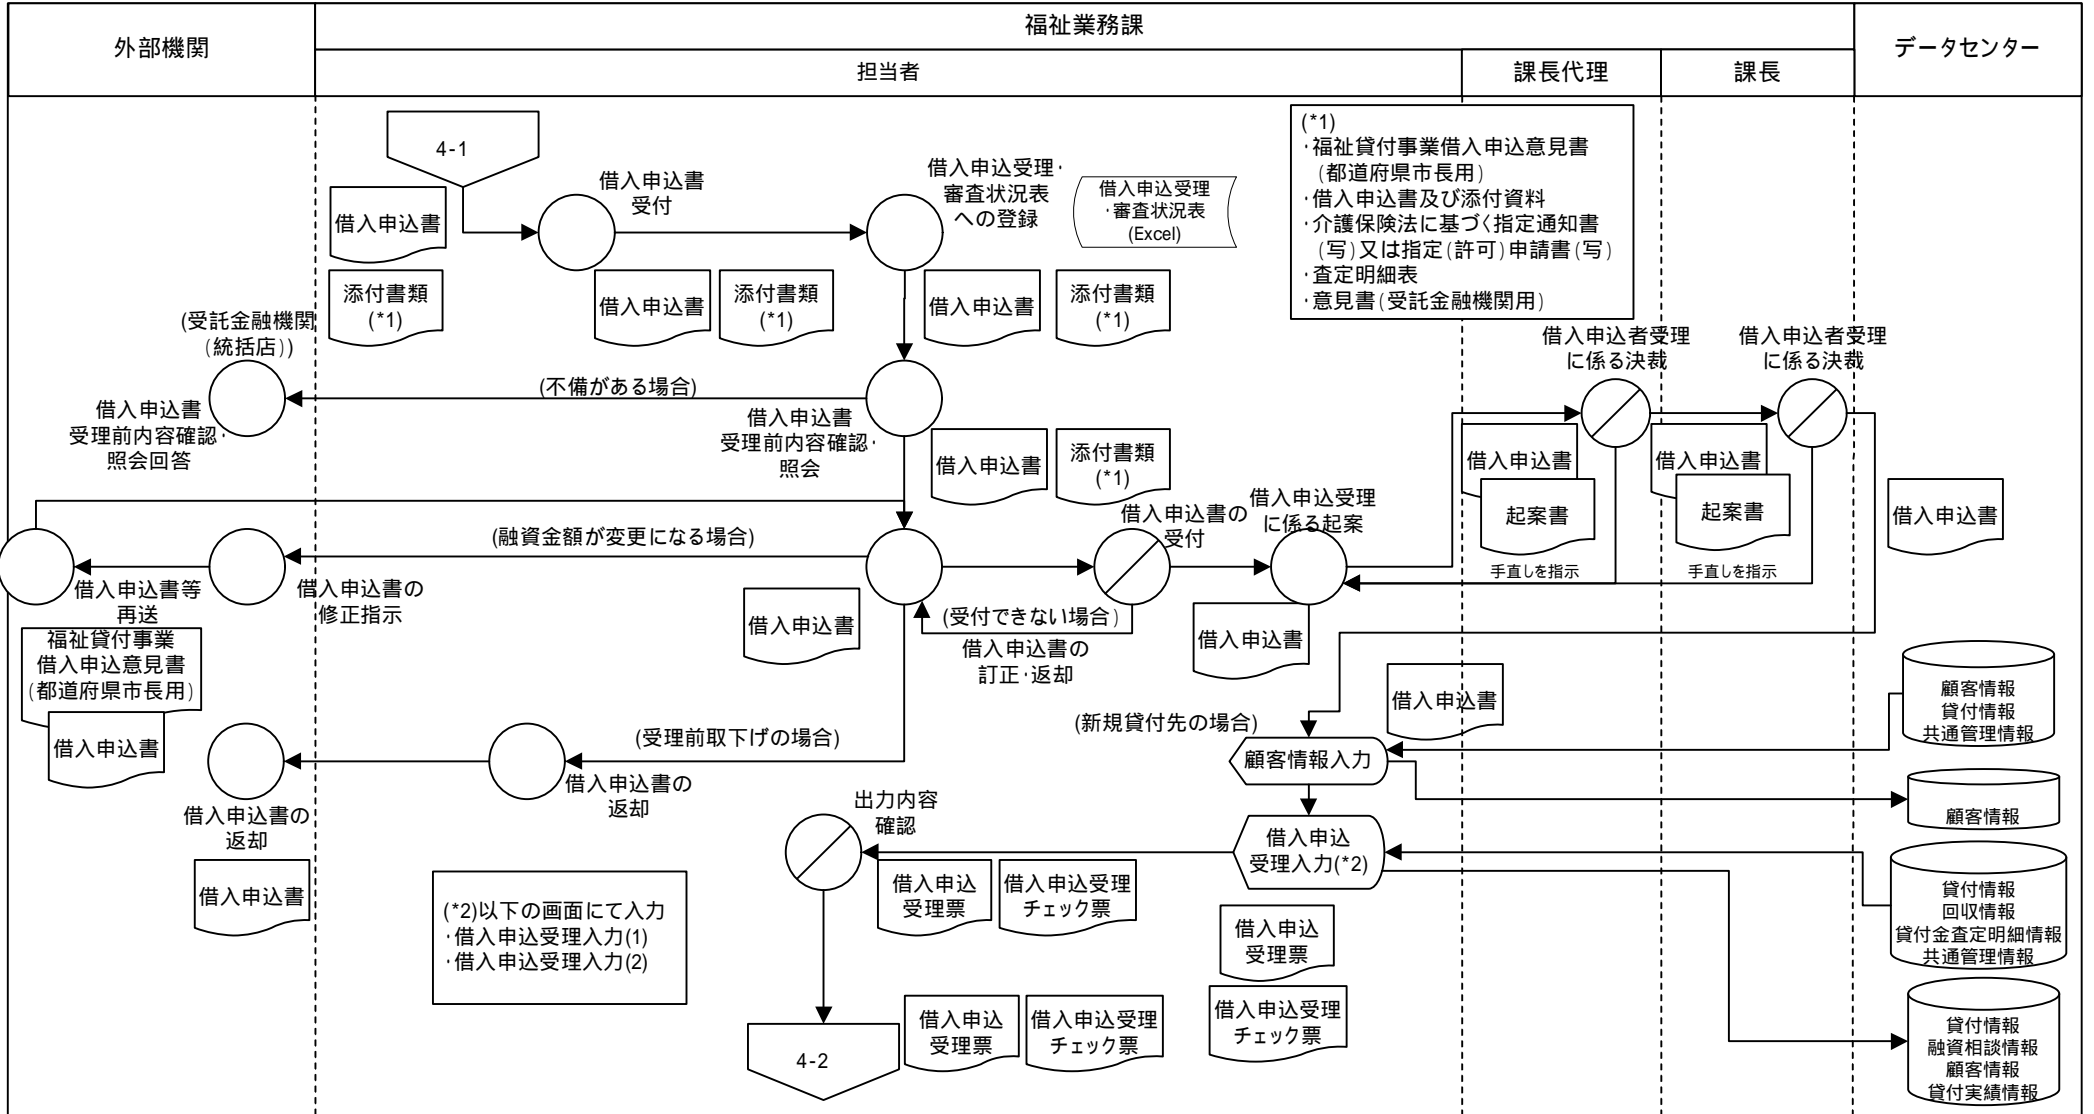 外部機関
福祉業務課
データセンター
担当者
課長代理
課長
4-1
借入申込書
受付
借入申込受理・
審査状況表
への登録
借入申込受理
・審査状況表
(Excel)
(*1)
・福祉貸付事業借入申込意見書
(都道府県市長用)
・借入申込書及び添付資料
・介護保険法に基づく指定通知書
(写)又は指定(許可)申請書(写)
・査定明細表
・意見書(受託金融機関用)
借入申込書
添付書類
(*1)
借入申込書
添付書類
(*1)
借入申込書
添付書類
(*1)
(受託金融機関
(統括店))
借入申込者受理
に係る決裁
借入申込者受理
に係る決裁
(不備がある場合)
借入申込書
受理前内容確認・
照会回答
借入申込書
受理前内容確認・
照会
借入申込書
添付書類
(*1)
借入申込書
起案書
借入申込書
起案書
借入申込書
借入申込書の
受付
借入申込受理
に係る起案
(融資金額が変更になる場合)
手直しを指示
手直しを指示
借入申込書等
再送
借入申込書の
修正指示
借入申込書
(受付できない場合)
借入申込書の
訂正・返却
借入申込書
福祉貸付事業
借入申込意見書
(都道府県市長用)
借入申込書
(受理前取下げの場合)
(新規貸付先の場合)
借入申込書
顧客情報
貸付情報
共通管理情報
顧客情報入力
借入申込書の
返却
借入申込書の
返却
出力内容
確認
顧客情報
借入申込
受理入力(*2)
借入申込書
(*2)以下の画面にて入力
・借入申込受理入力(1)
・借入申込受理入力(2)
借入申込
受理票
借入申込受理
チェック票
借入申込
受理票
貸付情報
回収情報
貸付金査定明細情報
共通管理情報
4-2
借入申込
受理票
借入申込受理
チェック票
借入申込受理
チェック票
貸付情報
融資相談情報
顧客情報
貸付実績情報